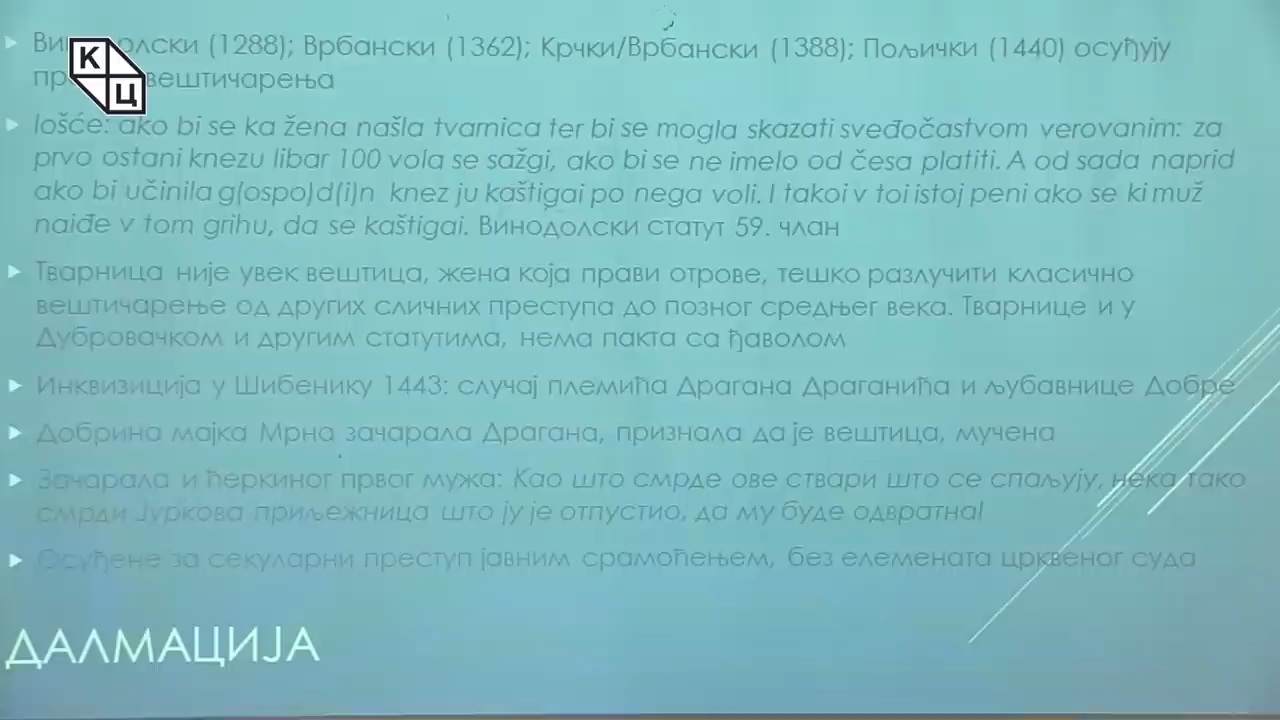 Винодолски (1288); Врбански (1362); Крчки/Врбански (1388); Пољички (1440) осуђују
вештичарења
Iošće: ako bi se ka žena našla tvarnica ter bi se mogla skazati sveđočastvom verovanim: za
prvo ostani knezu libar 100 vola se sažgi, ako bi se ne imelo od česa platiti. A od sada naprid
ako bi učinila g(ospo)d(i)n knez ju kaštigai po nega voli. I takoi v toi istoj peni ako se ki muž
naiđe v tom grihu, da se kaštigai. Винодолски статут 59. члан
Тварница није увек вештица, жена која прави отрове, тешко разлучити класично
вештичарење од других сличних преступа до позног средњег века. Тварнице и у
Дубровачком и другим статутима, нема пакта са ђаволом
Инквизиција у Шибенику 1443: случај племића Драгана Драганића и љубавнице Добре
Добрина мајка Мрна зачарала Драгана, признала да је вештица, мучена
Зачарала и ћеркиног првог мужа: Као што смрде ове ствари што се спаљују, нека тако
смрди Јуркова приљежница што ју је отпустио, да му буде одвратна!
Осуђене за секуларни преступ јавним срамоћењем, без елемената црквеног суда
ДАЛМАЦИЈА
К
Ц